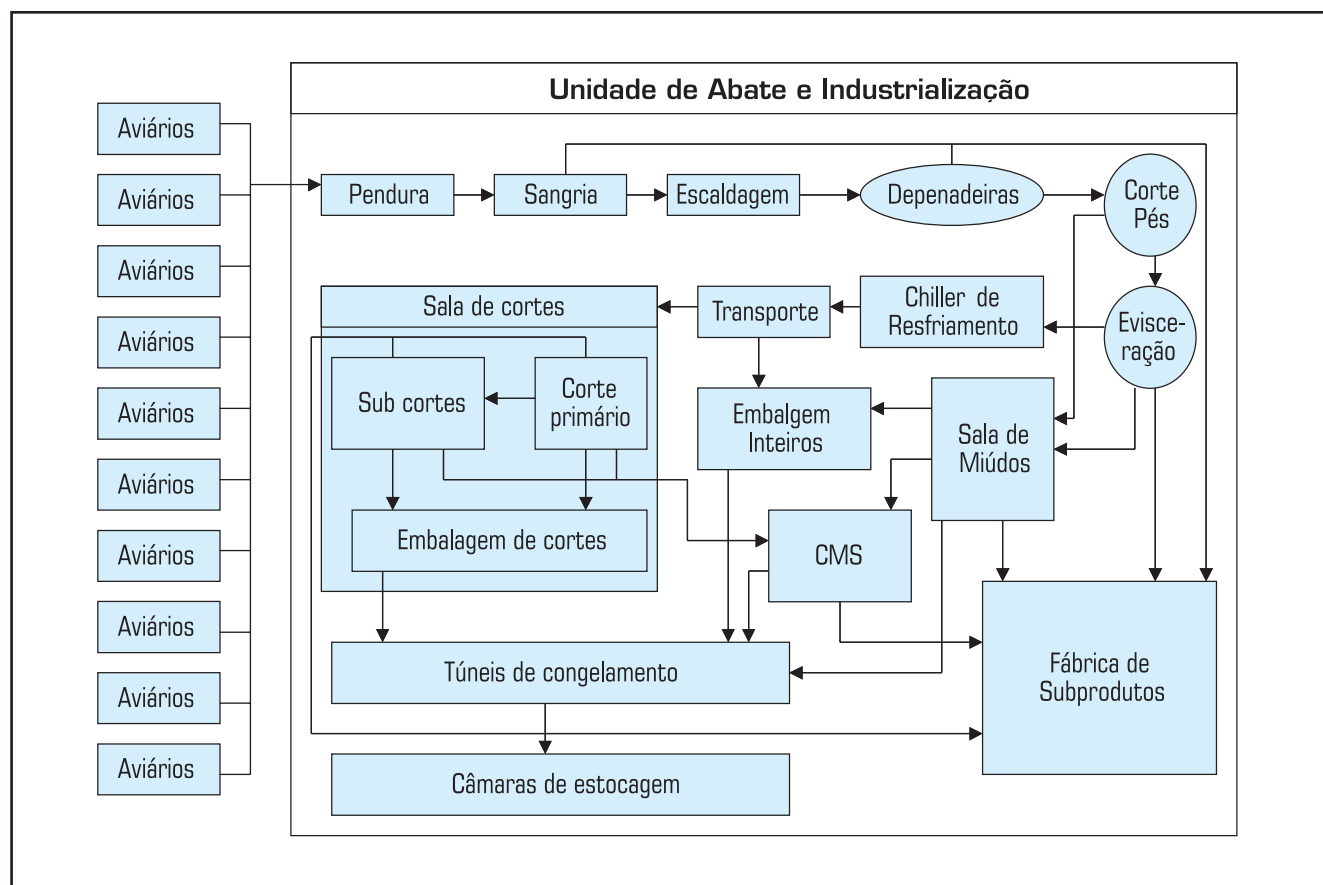 Unidade de Abate e Industrialização
Aviários
Aviários
Aviários
Aviários
Aviários
Aviários
Aviários
Aviários
Aviários
Aviários
Pendura
Sangria
Escaldagem
Depenadeiras
Corte
Pés
Sala de cortes
Transporte
Chiller de
Resfriamento
Evisce-
ração
Sub cortes
Corte
primário
Embalgem
Inteiros
Sala de
Miúdos
Embalagem de cortes
CMS
Túneis de congelamento
Fábrica de
Subprodutos
Câmaras de estocagem